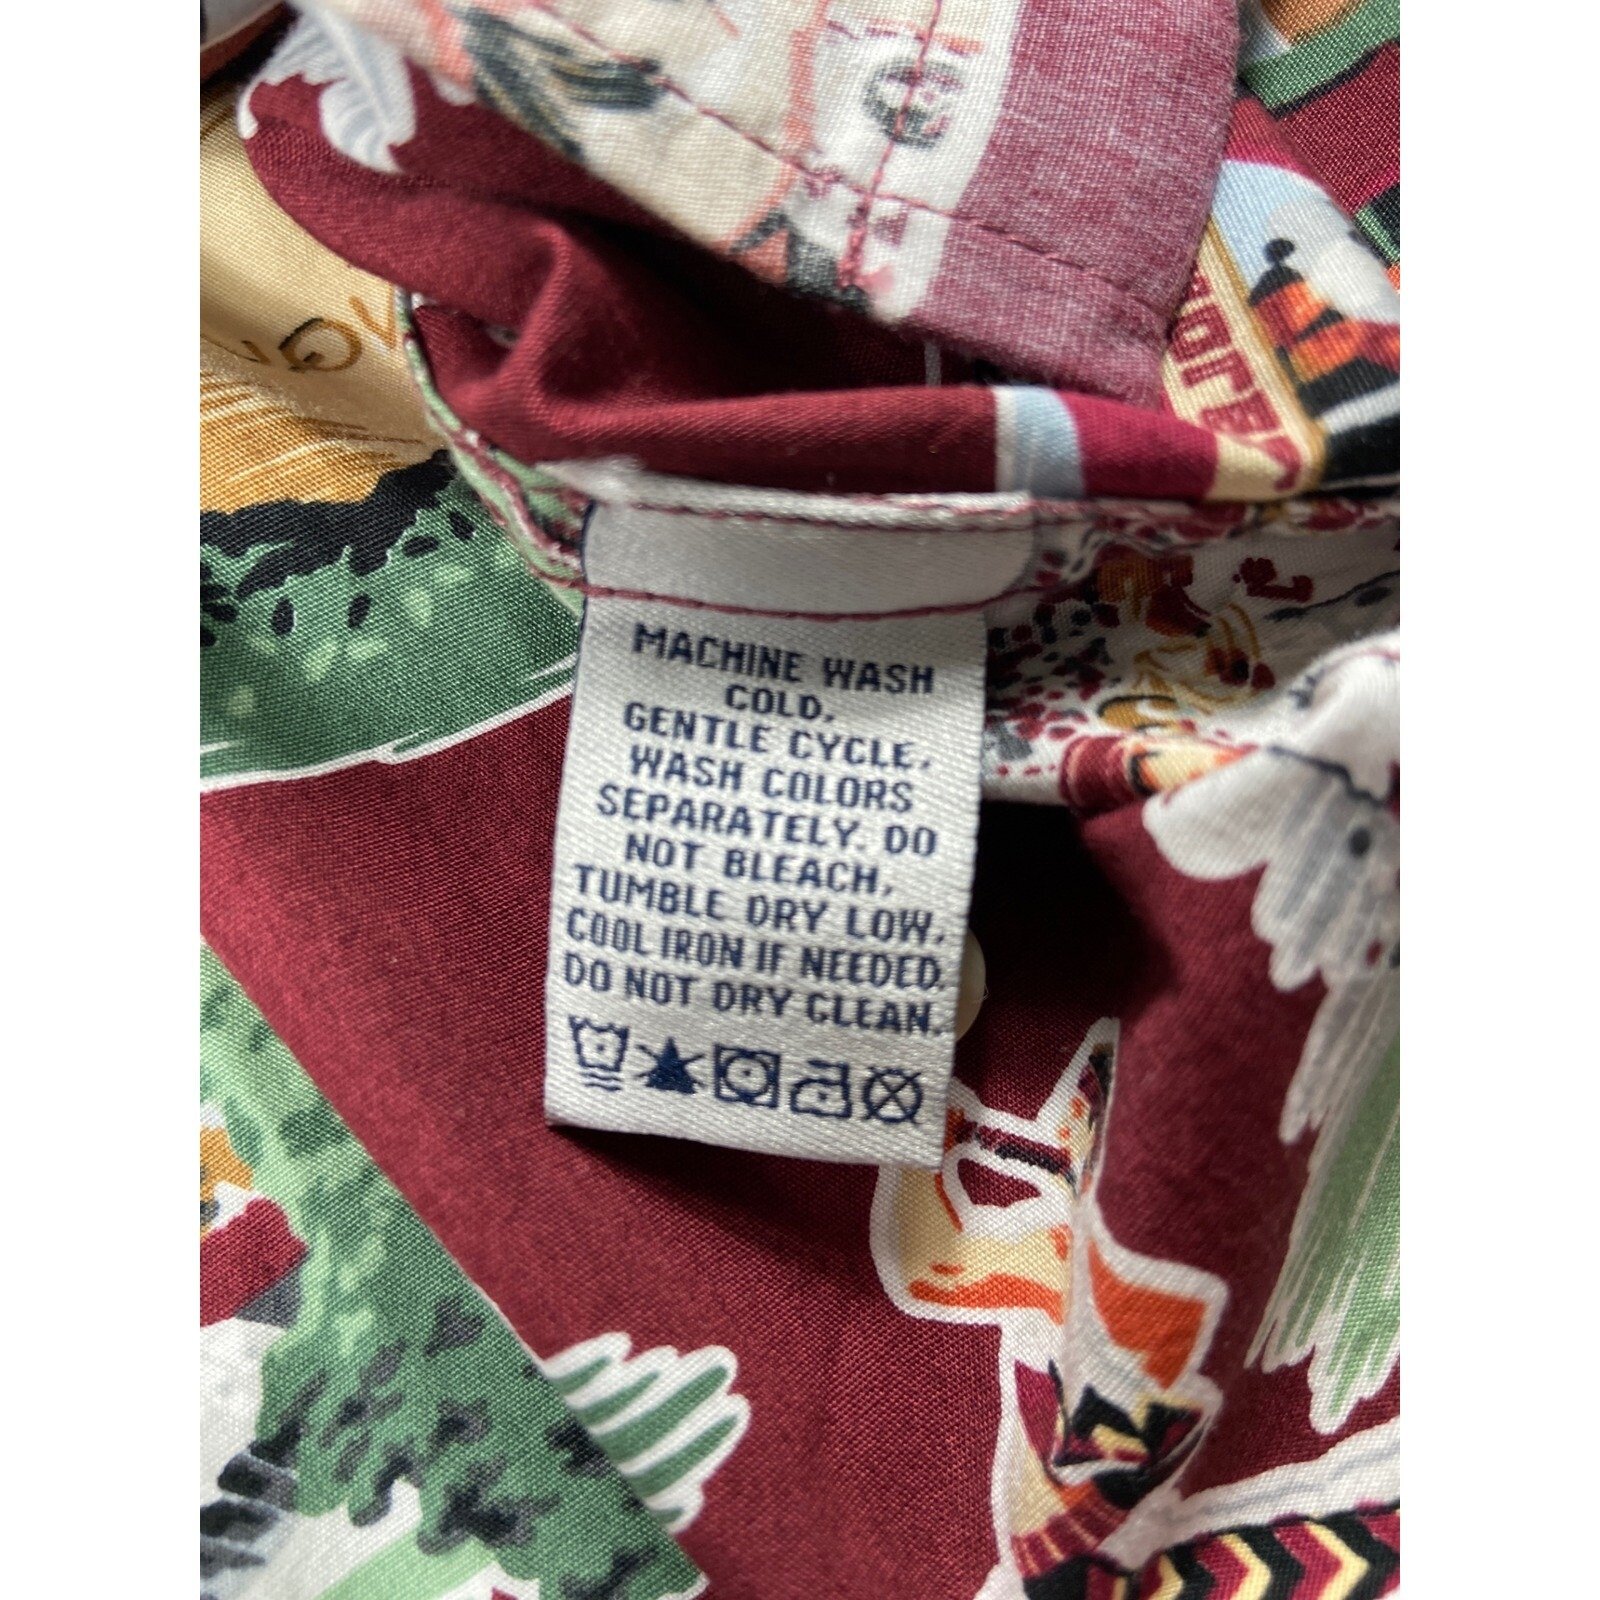 MACHINE WASH
COLD.
GENTLE CYCLE.
WASH COLORS
SEPARATELY. DO
NOT BLEACH.
TUMBLE DRY LOW.
COOL IRON IF NEEDED.
DO NOT DRY CLEAN.